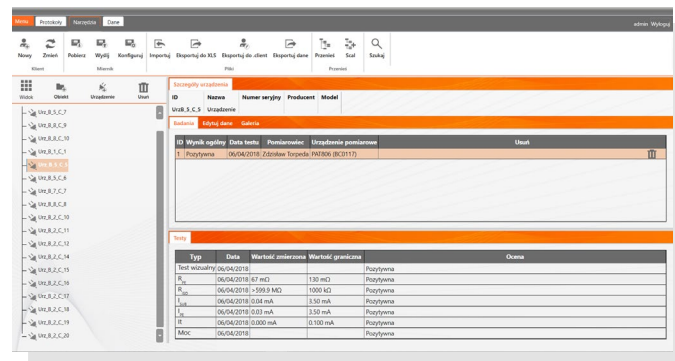 Menu Protokoły Narzędzia Dane admin Wyloguj
Nowy Zmień Pobierz Wyślij Konfiguruj Importuj Eksportuj do XLS Eksportuj do .client Eksportuj dane Przenieś Scal Szukaj
Klient Miernik Pliki Przenieś
Widok Obiekt Urządzenie Usuń
Szczegóły urządzenia
ID Nazwa Numer seryjny Producent Model
UrzB_5_C_5 Urządzenie
Badania Edytuj dane Galeria
ID Wynik ogólny Data testu Pomiarowiec Urządzenie pomiarowe Usuń
1 Pozytywna 06/04/2018 Zdzisław Torpeda PAT806 (BC0117)
Urz_B_5_C_7
Urz_B_8_C_9
Urz_B_8_C_10
Urz_B_1_C_1
Urz_B_5_C_6
Urz_B_7_C_7
Urz_B_8_C_8
Urz_B_2_C_10
Urz_B_2_C_11
Urz_B_2_C_12
Urz_B_2_C_14
Urz_B_2_C_15
Urz_B_2_C_16
Urz_B_2_C_17
Urz_B_2_C_18
Urz_B_2_C_19
Urz_B_2_C_20
Testy
Typ Data Wartość zmierzona Wartość graniczna Ocena
Test wizualny 06/04/2018 Pozytywna
06/04/2018 67 mΩ 130 mΩ Pozytywna
06/04/2018 >599.9 MΩ 1000 kΩ Pozytywna
06/04/2018 0.04 mA 3.50 mA Pozytywna
06/04/2018 0.03 mA 3.50 mA Pozytywna
It 06/04/2018 0.000 mA 0.100 mA Pozytywna
Moc 06/04/2018 Pozytywna